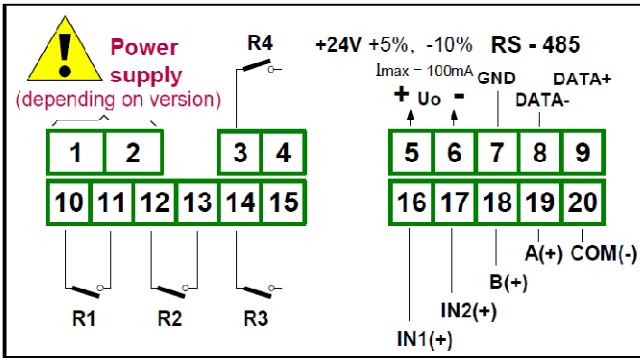 !
Power
supply
(depending on version)
R4
+24V +5%, -10% RS - 485
Imax - 100mA
+ Uo -
GND
DATA+
DATA-
1 2 3 4 5 6 7 8 9
10 11 12 13 14 15 16 17 18 19 20
R1 R2 R3
A(+) COM(-)
B(+)
IN2(+)
IN1(+)